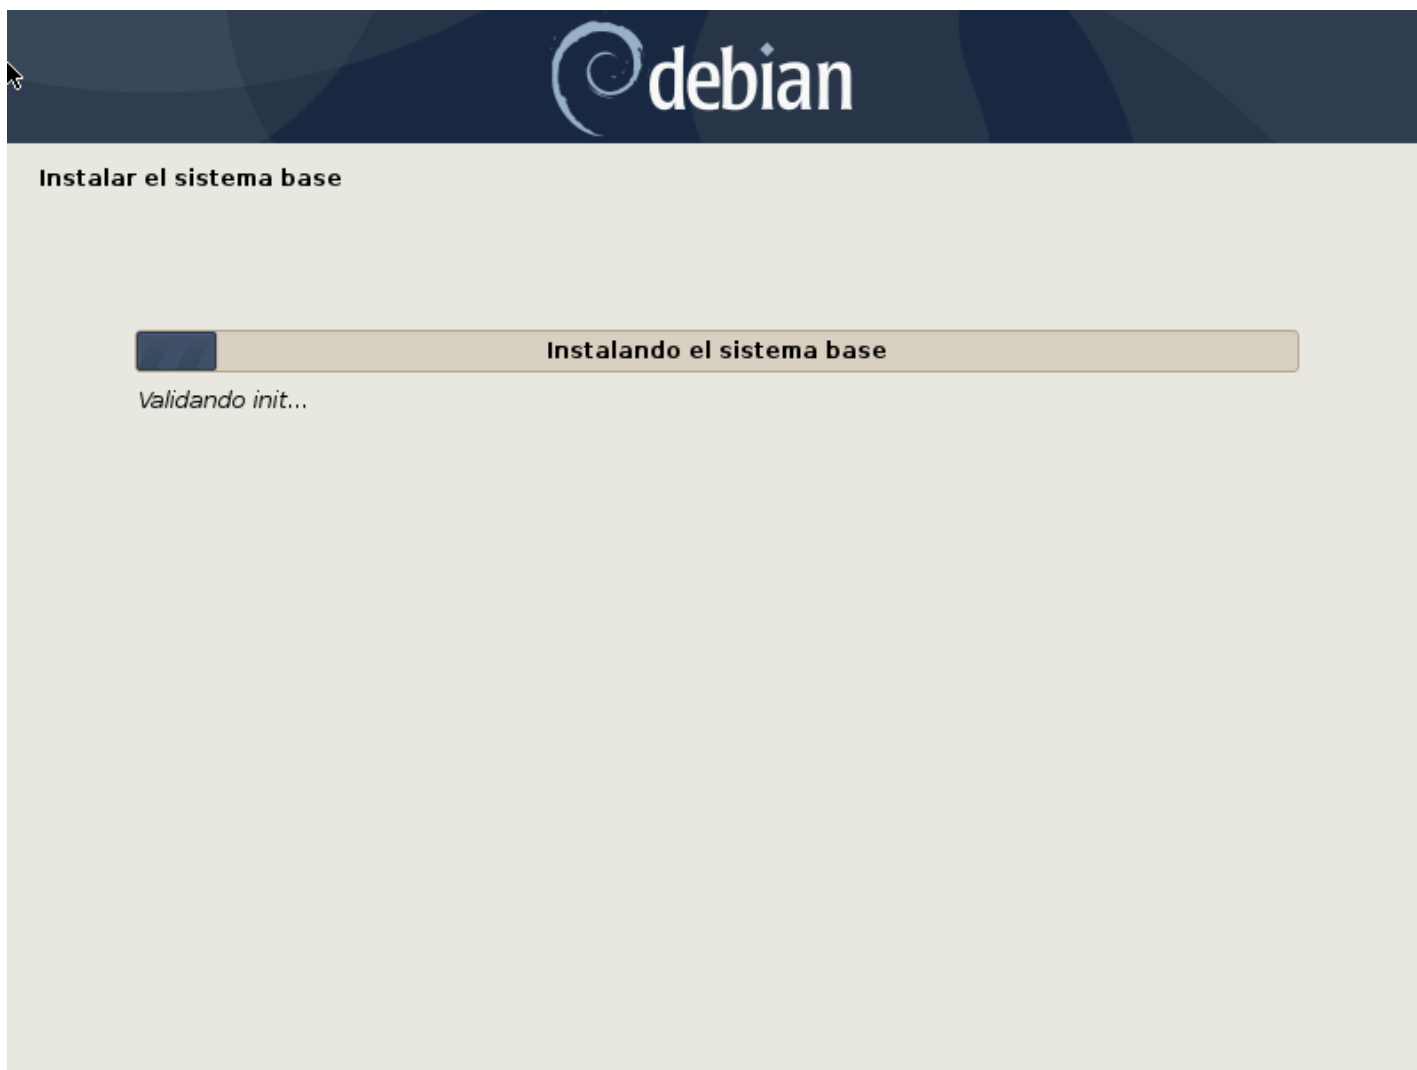 debian
Instalar el sistema base
Instalando el sistema base
Validando init...